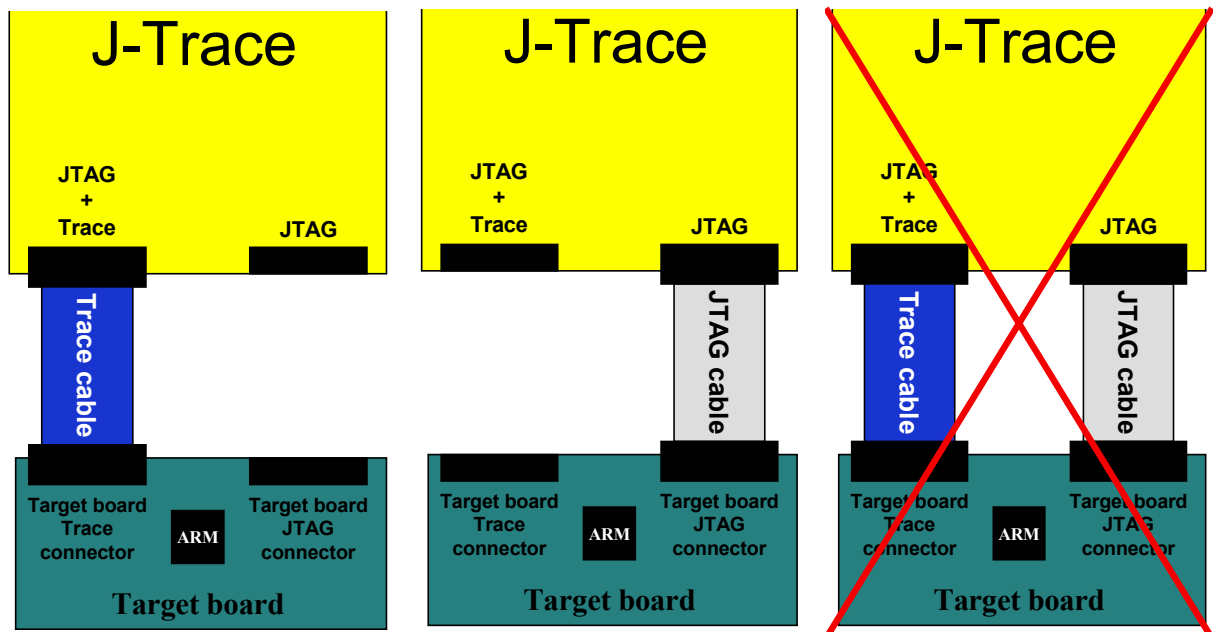 J-Trace
JTAG
+
Trace
JTAG
Trace cable
Target board
Trace
connector
ARM
Target board
JTAG
connector
Target board
J-Trace
JTAG
+
Trace
JTAG
JTAG cable
Target board
Trace
connector
ARM
Target board
JTAG
connector
Target board
J-Trace
JTAG
+
Trace
JTAG
Trace cable
JTAG cable
Target board
Trace
connector
ARM
Target board
JTAG
connector
Target board